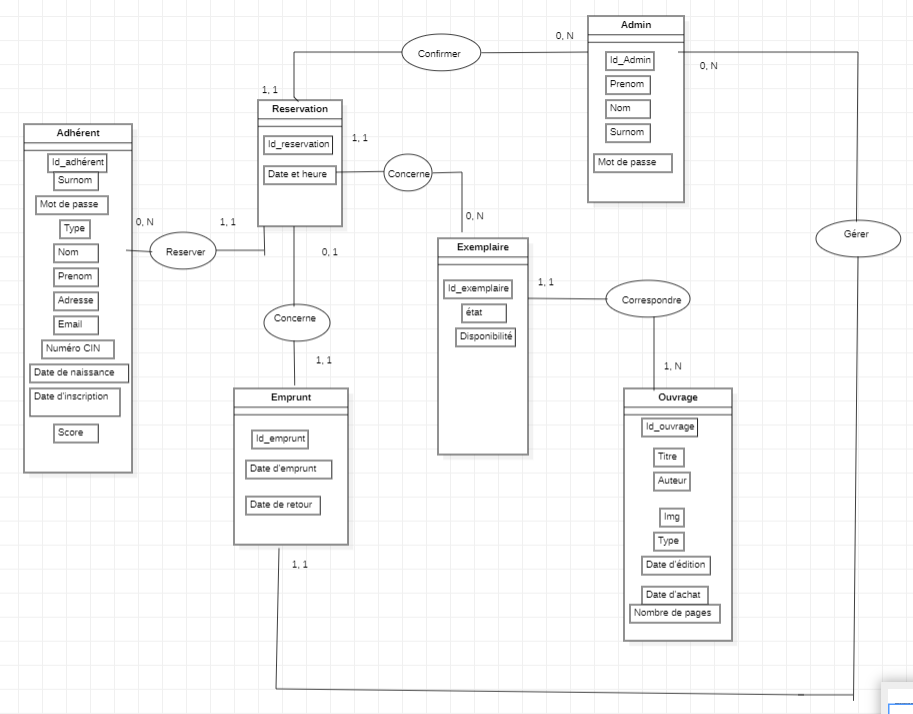 Admin
0, N
Confirmer
Id_Admin
0, N
Prenom
1, 1
Nom
Reservation
Surnom
Adhérent
1, 1
Id_reservation
Id_adhérent
Mot de passe
Date et heure
Concerne
Surnom
Mot de passe
0, N
1, 1
0, N
Type
Gérer
Nom
Reserver
0, 1
Exemplaire
Prenom
1, 1
Id_exemplaire
Adresse
Correspondre
état
Email
Concerne
Disponibilité
Numéro CIN
1, 1
1, N
Date de naissance
Date d'inscription
Emprunt
Ouvrage
Score
Id_emprunt
Id_ouvrage
Titre
Date d'emprunt
Auteur
Date de retour
Img
Type
1, 1
Date d'édition
Date d'achat
Nombre de pages